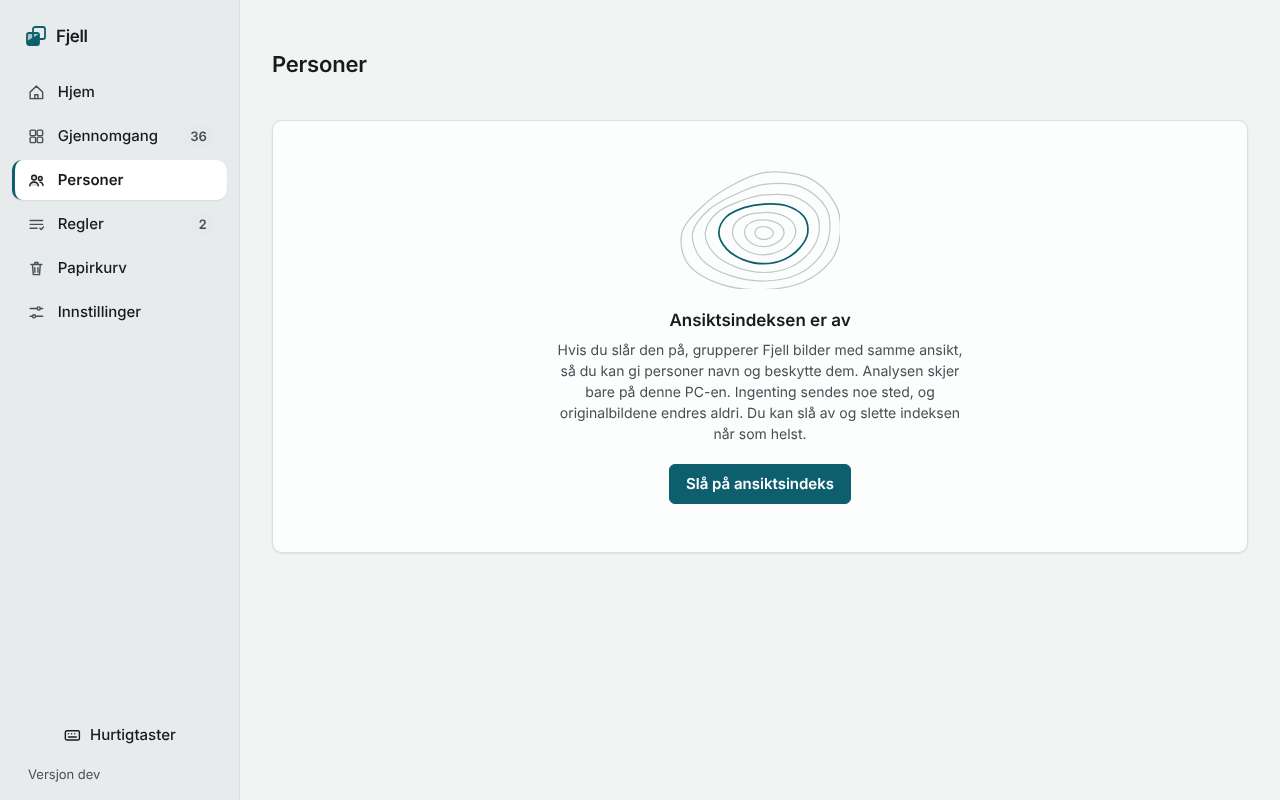 Fjell
Hjem
Gjennomgang 36
Personer
Regler 2
Papirkurv
Innstillinger
Hurtigtaster
Versjon dev
Personer
Ansiktsindeksen er av
Hvis du slår den på, grupperer Fjell bilder med samme ansikt,
så du kan gi personer navn og beskytte dem. Analysen skjer
bare på denne PC-en. Ingenting sendes noe sted, og
originalbildene endres aldri. Du kan slå av og slette indeksen
når som helst.
Slå på ansiktsindeks